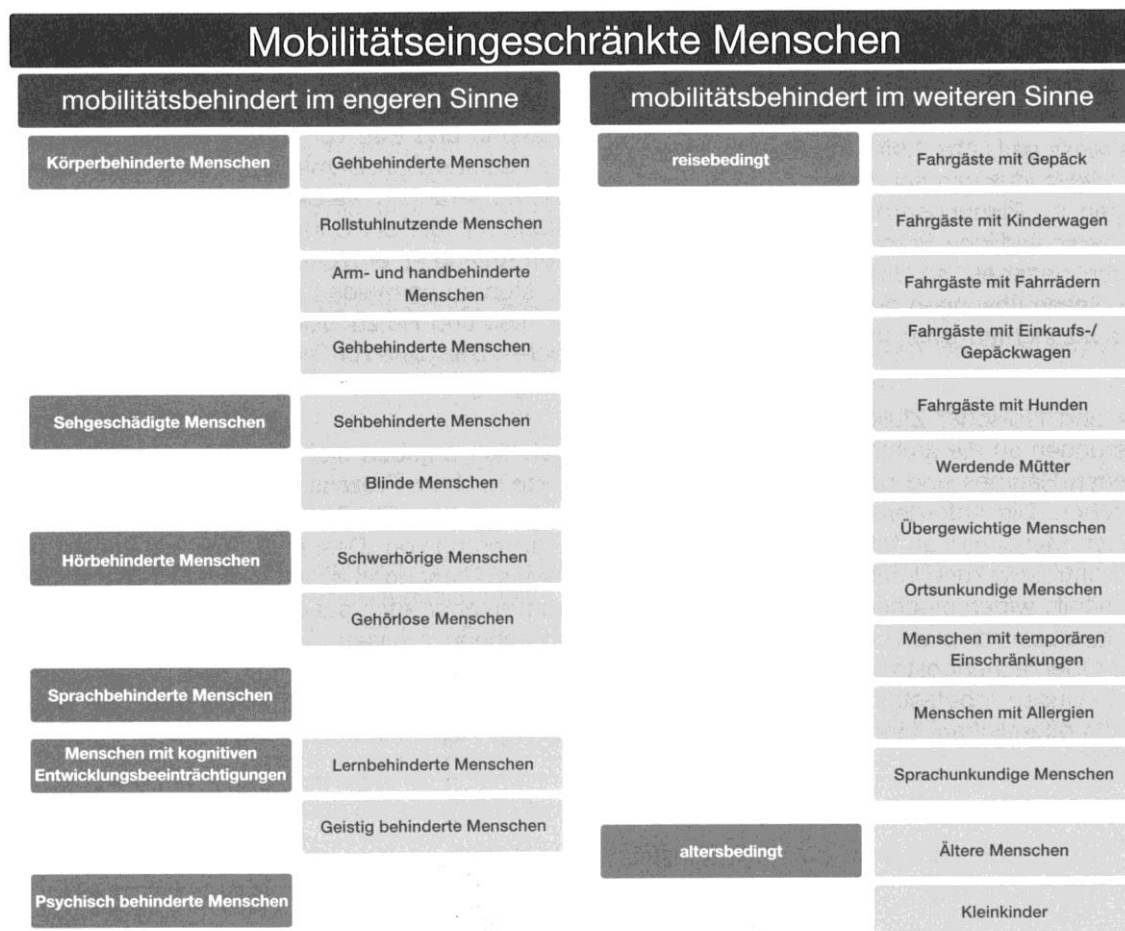 Mobilitätseingeschränkte Menschen
mobilitätsbehindert im engeren Sinne
Körperbehinderte Menschen
Gehbehinderte Menschen
Rollstuhlnutzende Menschen
Arm- und handbehinderte
Menschen
Gehbehinderte Menschen
Sehgeschädigte Menschen
Sehbehinderte Menschen
Blinde Menschen
Hörbehinderte Menschen
Schwerhörige Menschen
Gehörlose Menschen
Sprachbehinderte Menschen
Menschen mit kognitiven
Entwicklungsbeeinträchtigungen
Lernbehinderte Menschen
Geistig behinderte Menschen
Psychisch behinderte Menschen
mobilitätsbehindert im weiteren Sinne
reisebedingt
Fahrgäste mit Gepäck
Fahrgäste mit Kinderwagen
Fahrgäste mit Fahrrädern
Fahrgäste mit Einkaufs-/
Gepäckwagen
Fahrgäste mit Hunden
Werdende Mütter
Übergewichtige Menschen
Ortsunkundige Menschen
Menschen mit temporären
Einschränkungen
Menschen mit Allergien
Sprachunkundige Menschen
altersbedingt
Ältere Menschen
Kleinkinder